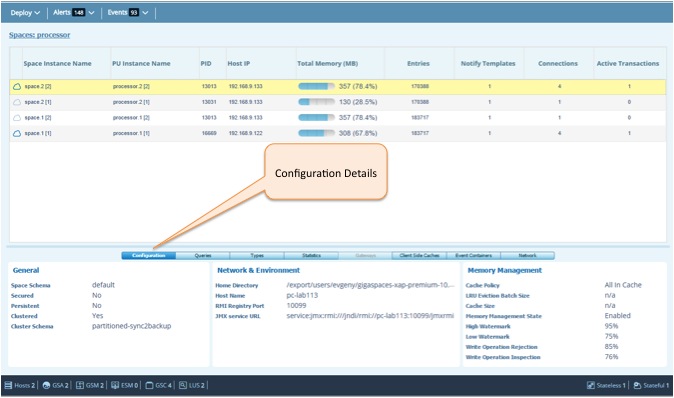 Deploy Alerts 148 Events 93
Spaces: processor
Space Instance Name PU Instance Name PID Host IP Total Memory (MB) Entries Notify Templates Connections Active Transactions
space.2 [2] processor.2 [2] 13013 192.168.9.133 357 (78.4%) 178388 1 4 1
space.2 [1] processor.2 [1] 13031 192.168.9.133 130 (28.5%) 178388 1 1 0
space.1 [2] processor.1 [2] 13013 192.168.9.133 357 (78.4%) 183717 1 1 0
space.1 [1] processor.1 [1] 16669 192.168.9.122 308 (67.8%) 183717 1 4 1
Configuration Details
Configuration Queries Types Statistics Gateways Client Side Caches Event Containers Network
General
Space Schema default
Secured No
Persistent No
Clustered Yes
Cluster Schema partitioned-sync2backup
Network & Environment
Home Directory /export/users/evgeny/gigaspaces-xap-premium-10...
Host Name pc-lab113
RMI Registry Port 10099
JMX service URL service:jmx:rmi:///jndi/rmi://pc-lab113:10099/jmxrmi
Memory Management
Cache Policy All In Cache
LRU Eviction Batch Size n/a
Cache Size n/a
Memory Management State Enabled
High Watermark 95%
Low Watermark 75%
Write Operation Rejection 85%
Write Operation Inspection 76%
Hosts 2 GSA 2 GSM 2 ESM 0 GSC 4 LUS 2 Stateless 1 Stateful 1